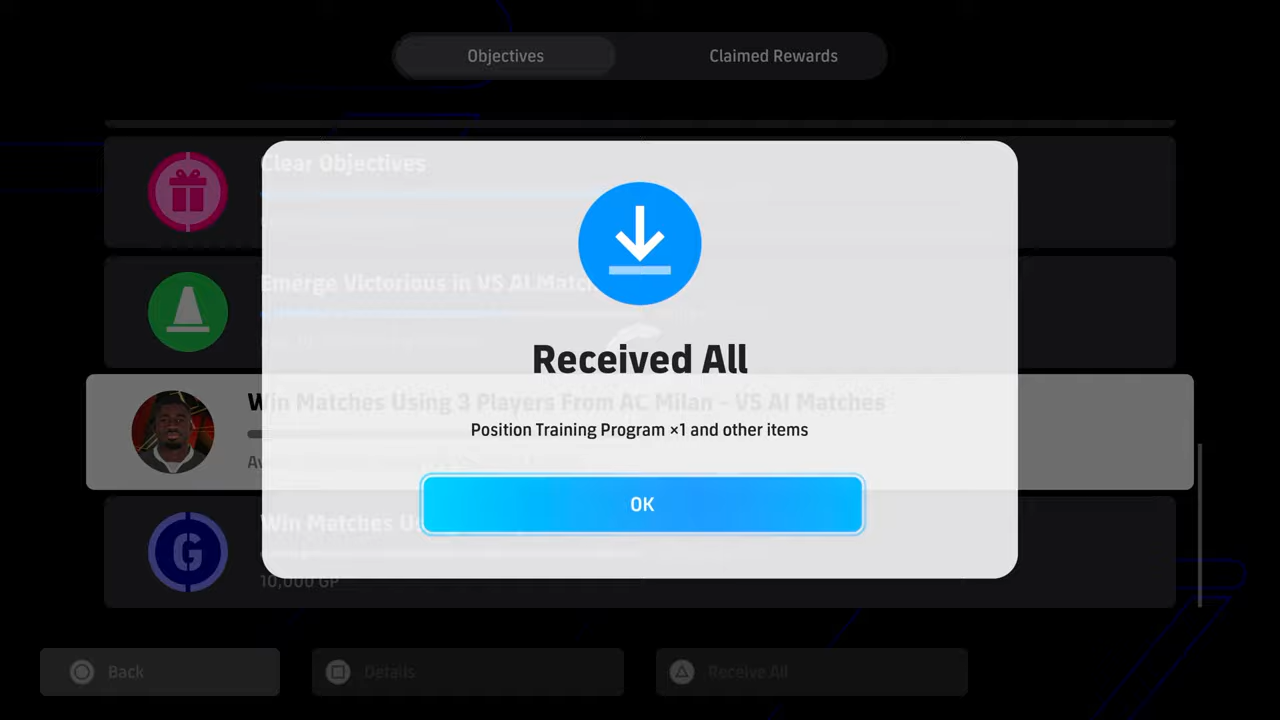 Objectives
Claimed Rewards
Clear Objectives
Emerge Victorious in VS AI Match
Received All
Win Matches Using 3 Players From AC Milan - VS AI Matches
Position Training Program ×1 and other items
OK
Win Matches
10,000 GP
Back
Details
Receive All